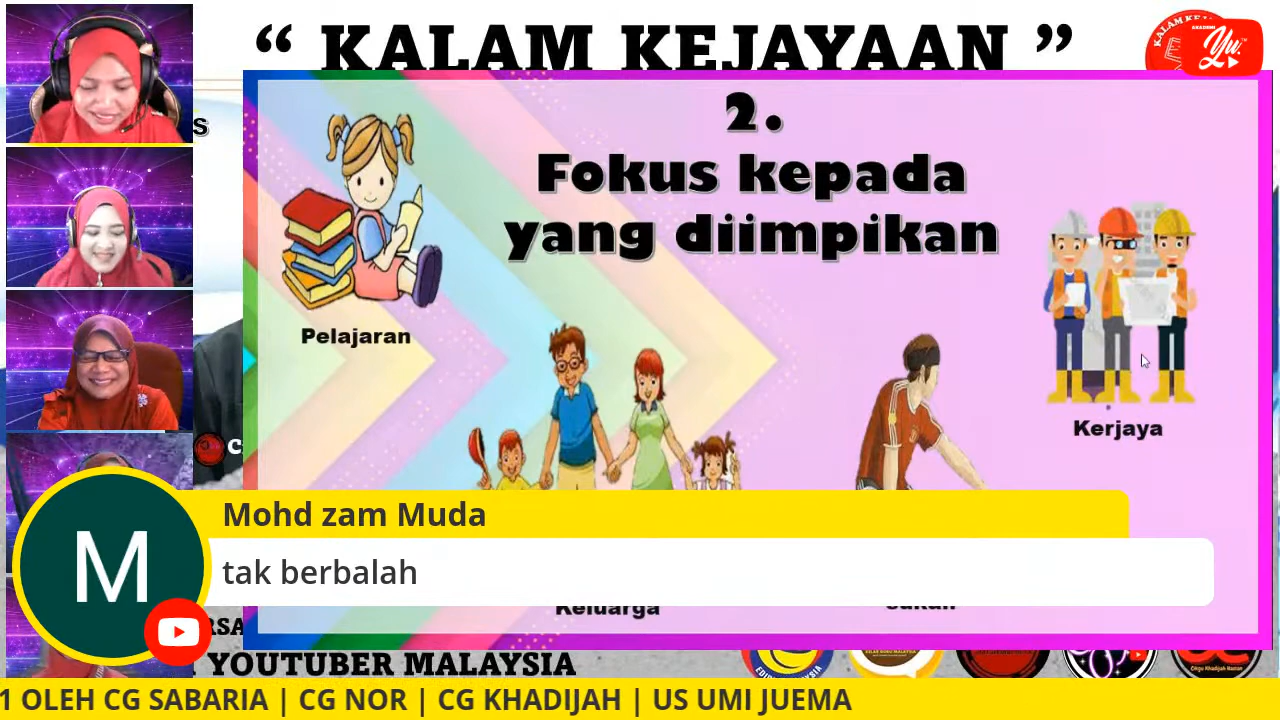 “ KALAM KEJAYAAN ”
2.
Fokus kepada
yang diimpikan
Pelajaran
Kerjaya
Mohd zam Muda
M
tak berbalah
Keluarga
Sukan
YOUTUBER MALAYSIA
1 OLEH CG SABARIA | CG NOR | CG KHADIJAH | US UMI JUEMA